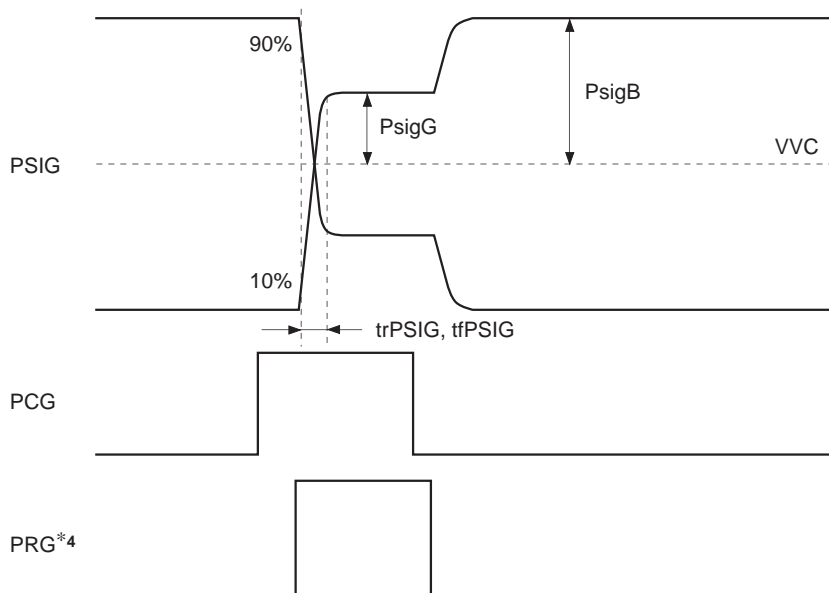 90%
PsigB
PsigG
VVC
PSIG
10%
trPSIG, tfPSIG
PCG
PRG*4